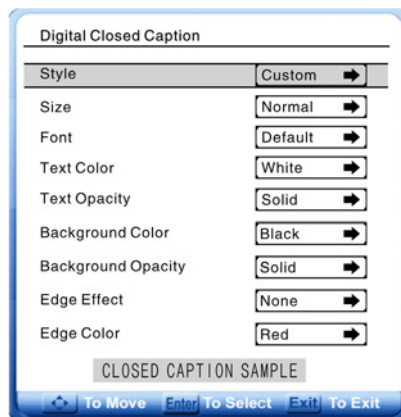 Digital Closed Caption
Style Custom
Size Normal
Font Default
Text Color White
Text Opacity Solid
Background Color Black
Background Opacity Solid
Edge Effect None
Edge Color Red
CLOSED CAPTION SAMPLE
To Move Enter To Select Exit To Exit